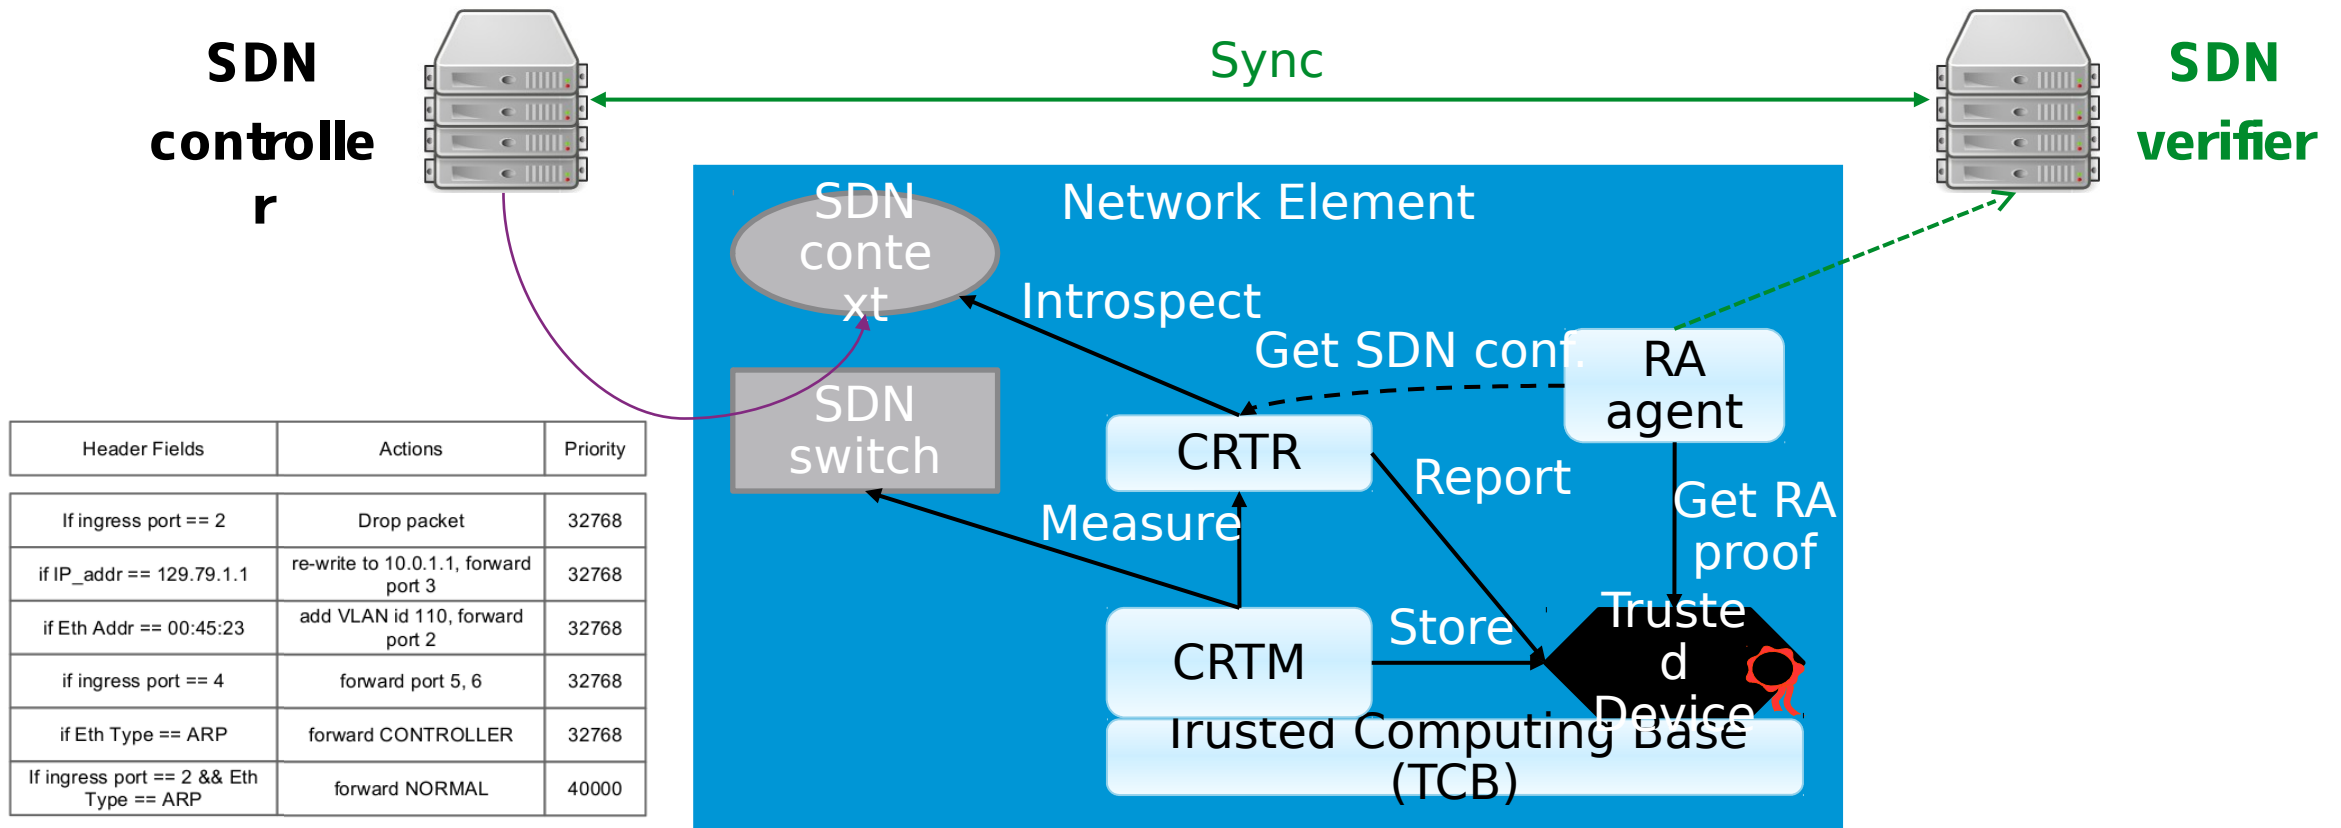 SDN
controlle
r
Sync
SDN
verifier
Network Element
SDN
conte
xt
Introspect
Get SDN conf.
RA
agent
SDN
switch
CRTR
Report
Measure
Get RA
proof
Store
CRTM
Truste
d
Device
Trusted Computing Base
(TCB)
Header Fields Actions Priority
If ingress port == 2 Drop packet 32768
if IP_addr == 129.79.1.1 re-write to 10.0.1.1, forward
port 3 32768
if Eth Addr == 00:45:23 add VLAN id 110, forward
port 2 32768
if ingress port == 4 forward port 5, 6 32768
if Eth Type == ARP forward CONTROLLER 32768
If ingress port == 2 && Eth
Type == ARP forward NORMAL 40000